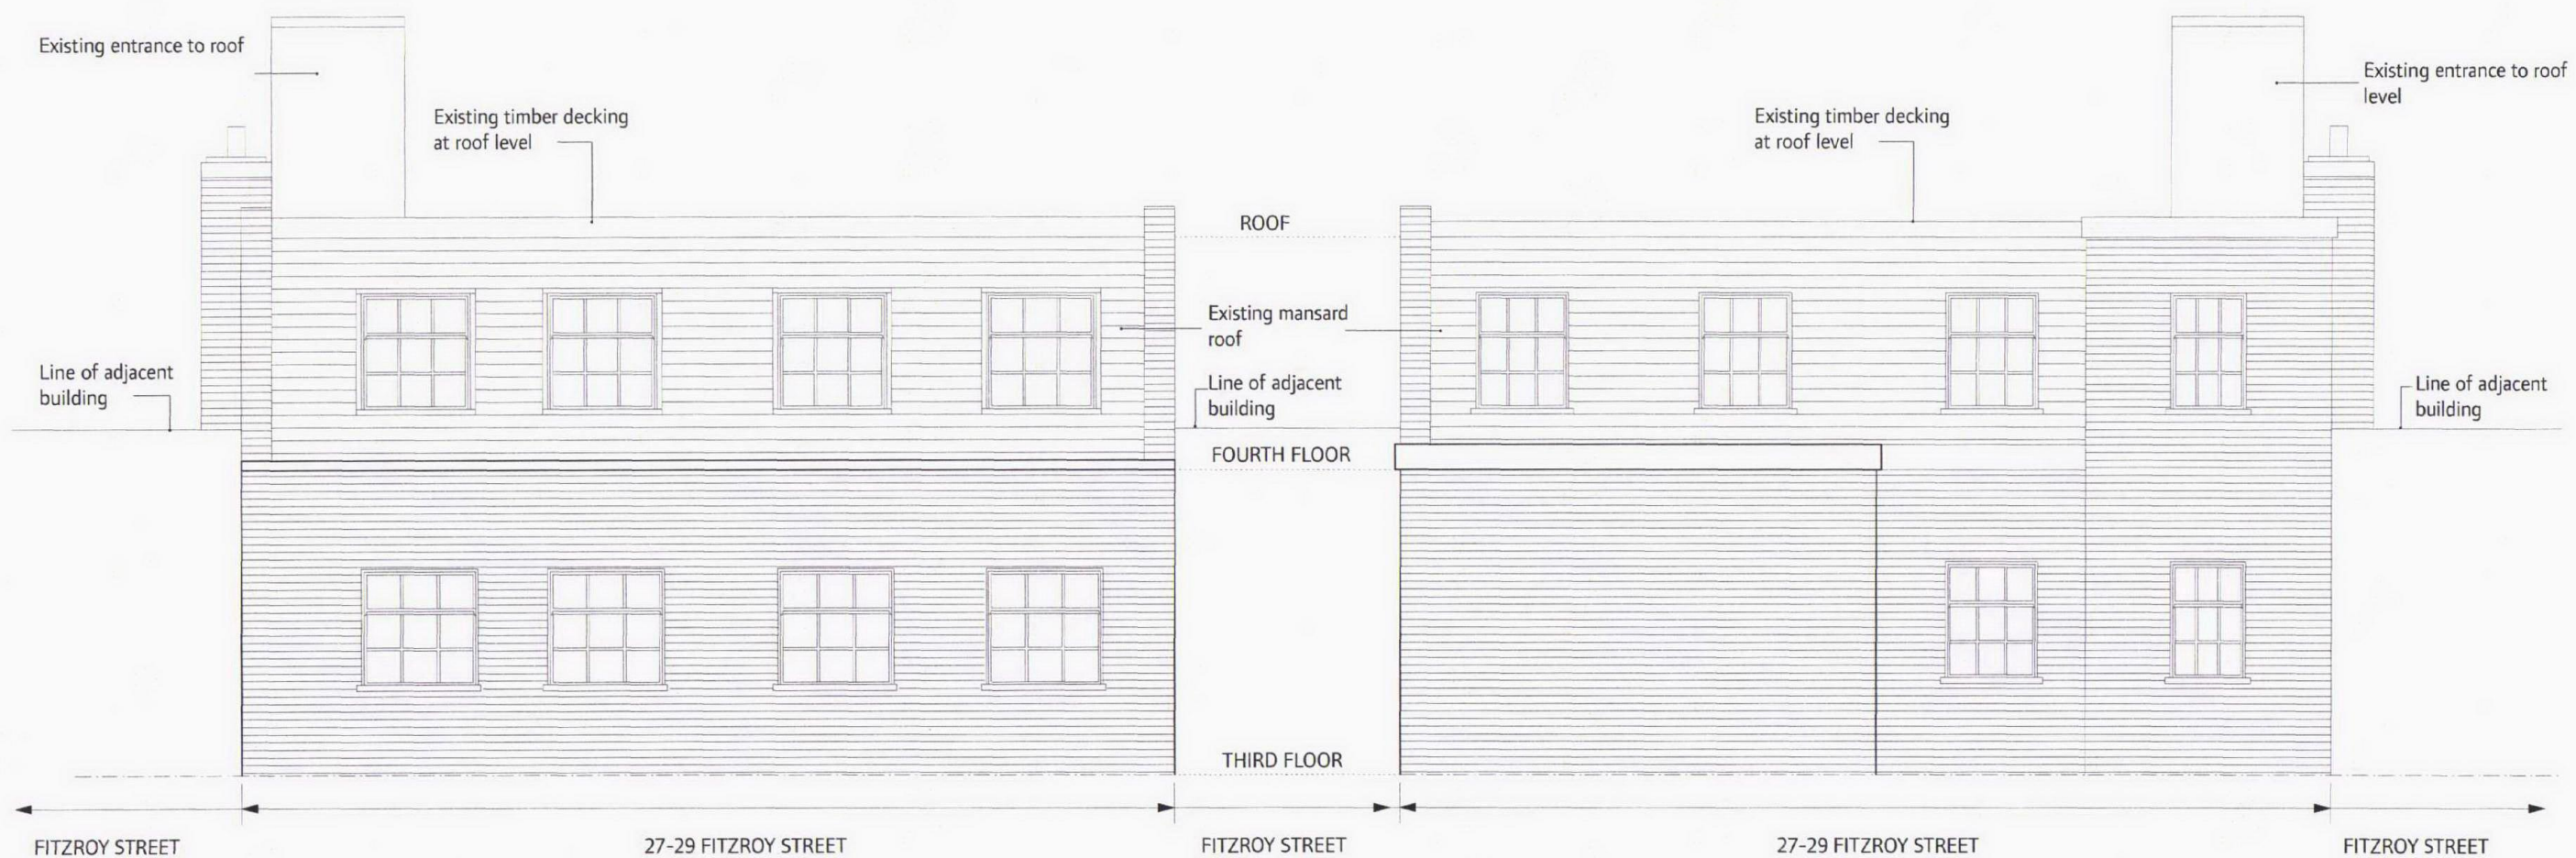 Existing entrance to roof
Existing timber decking
at roof level
Line of adjacent
building
ROOF
Existing mansard
roof
Line of adjacent
building
FOURTH FLOOR
THIRD FLOOR
Existing timber decking
at roof level
Existing entrance to roof
level
Line of adjacent
building
FITZROY STREET
27-29 FITZROY STREET
FITZROY STREET
27-29 FITZROY STREET
FITZROY STREET